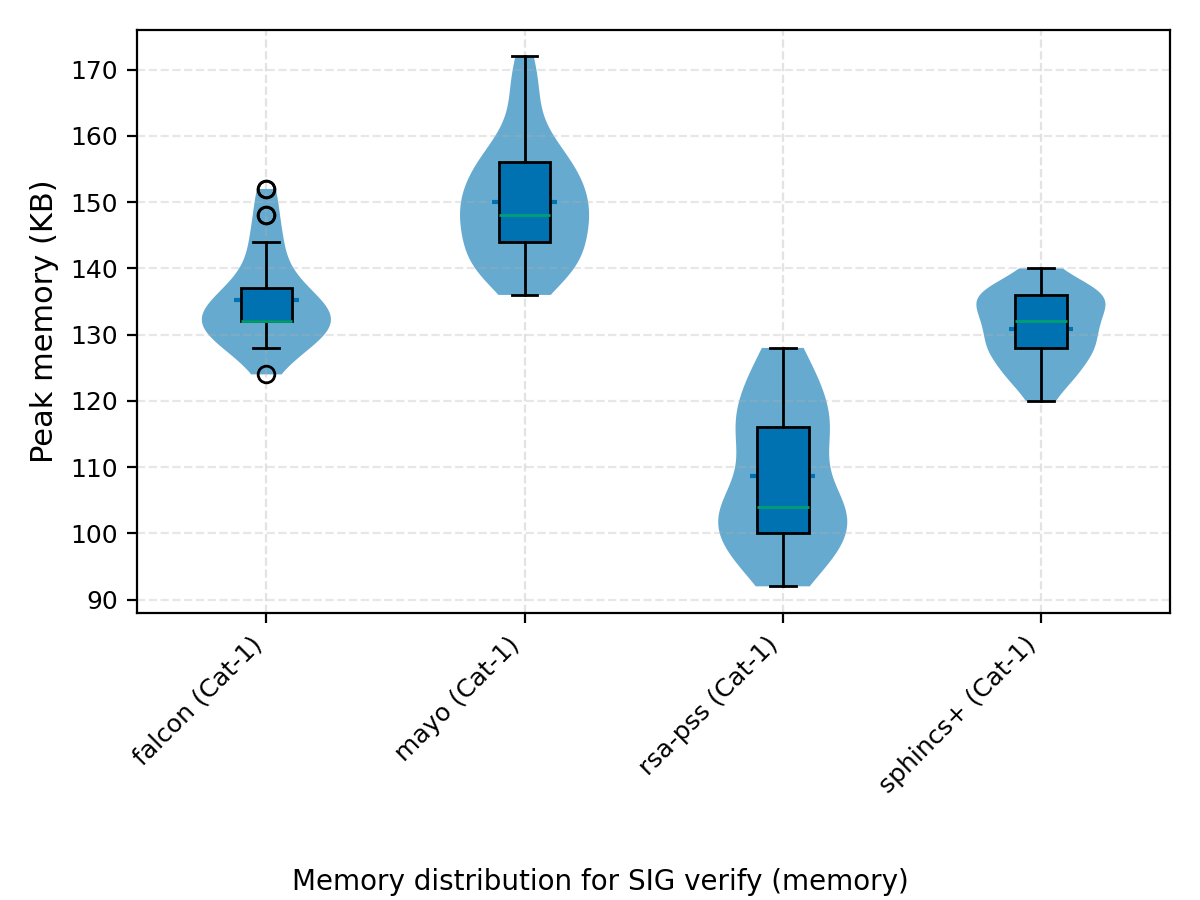 Peak memory (KB)
170
160
150
140
130
120
110
100
90
falcon (Cat-1)
mayo (Cat-1)
rsa-pss (Cat-1)
sphincs+ (Cat-1)
Memory distribution for SIG verify (memory)